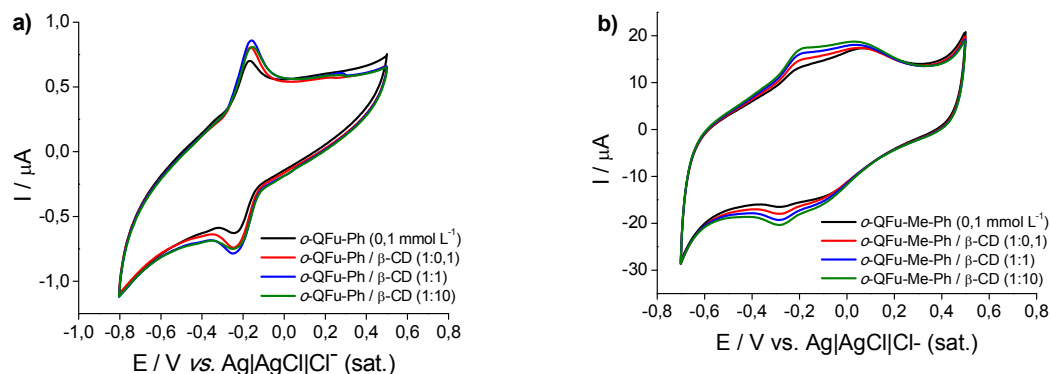 a)
1,0
0,5
0,0
-0,5
-1,0
I / µA
o-QFu-Ph (0,1 mmol L⁻¹)
o-QFu-Ph / β-CD (1:0,1)
o-QFu-Ph / β-CD (1:1)
o-QFu-Ph / β-CD (1:10)
-1,0 -0,8 -0,6 -0,4 -0,2 0,0 0,2 0,4 0,6 0,8
E / V vs. Ag|AgCl|Cl⁻ (sat.)
b)
20
10
0
-10
-20
-30
I / µA
o-QFu-Me-Ph (0,1 mmol L⁻¹)
o-QFu-Me-Ph / β-CD (1:0,1)
o-QFu-Me-Ph / β-CD (1:1)
o-QFu-Me-Ph / β-CD (1:10)
-0,8 -0,6 -0,4 -0,2 0,0 0,2 0,4 0,6 0,8
E / V vs. Ag|AgCl|Cl- (sat.)